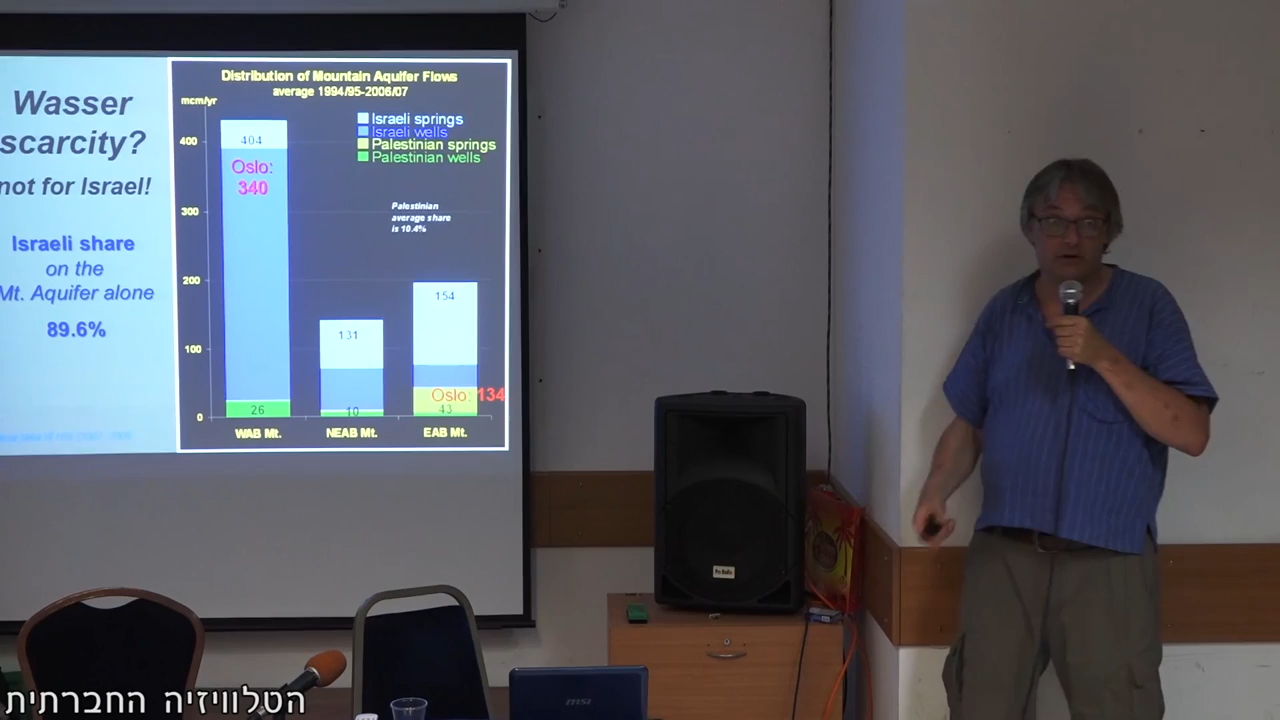 Wasser
scarcity?
not for Israel!
Israeli share
on the
Mt. Aquifer alone
89.6%
Distribution of Mountain Aquifer Flows
average 1994/95-2006/07
mcm/yr
Israeli springs
Israeli wells
Palestinian springs
Palestinian wells
Palestinian
average share
is 10.4%
400
300
200
100
0
404
Oslo:
340
26
131
10
154
Oslo: 134
43
WAB Mt.
NEAB Mt.
EAB Mt.
Pro Audio
msi
הטלוויזיה החברתית